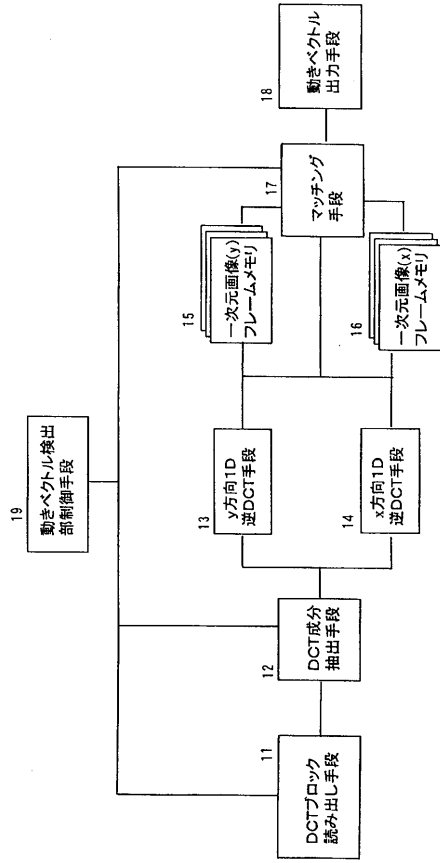 19
動きベクトル検出
部制御手段
11
DCTブロック
読み出し手段
12
DCT成分
抽出手段
13
y方向1D
逆DCT手段
14
x方向1D
逆DCT手段
15
一次元画像(y)
フレームメモリ
16
一次元画像(x)
フレームメモリ
17
マッチング
手段
18
動きベクトル
出力手段